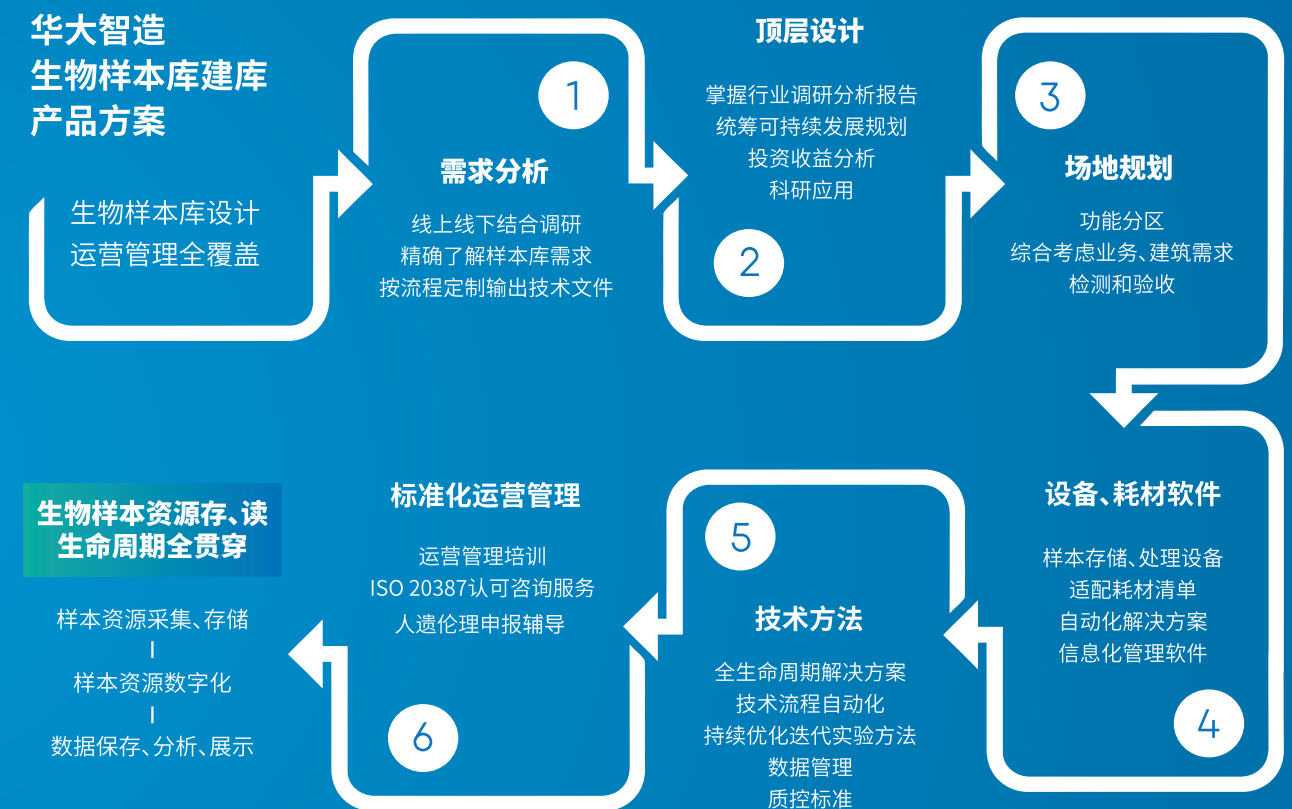 华大智造
生物样本库建库
产品方案
生物样本库设计
运营管理全覆盖
1
需求分析
线上线下结合调研
精确了解样本库需求
按流程定制输出技术文件
顶层设计
掌握行业调研分析报告
统筹可持续发展规划
投资收益分析
科研应用
2
3
场地规划
功能分区
综合考虑业务、建筑需求
检测和验收
设备、耗材软件
样本存储、处理设备
适配耗材清单
自动化解决方案
信息化管理软件
4
5
技术方法
全生命周期解决方案
技术流程自动化
持续优化迭代实验方法
数据管理
质控标准
标准化运营管理
运营管理培训
ISO 20387认可咨询服务
人遗伦理申报辅导
6
生物样本资源存、读
生命周期全贯穿
样本资源采集、存储
样本资源数字化
数据保存、分析、展示